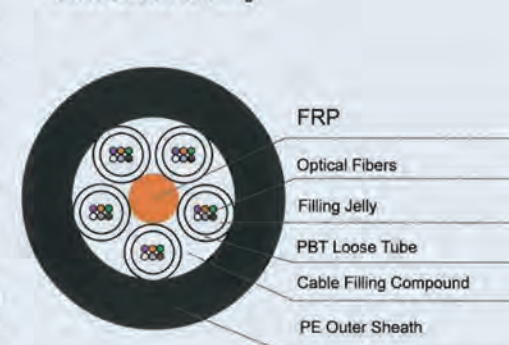 FRP
Optical Fibers
Filling Jelly
PBT Loose Tube
Cable Filling Compound
PE Outer Sheath